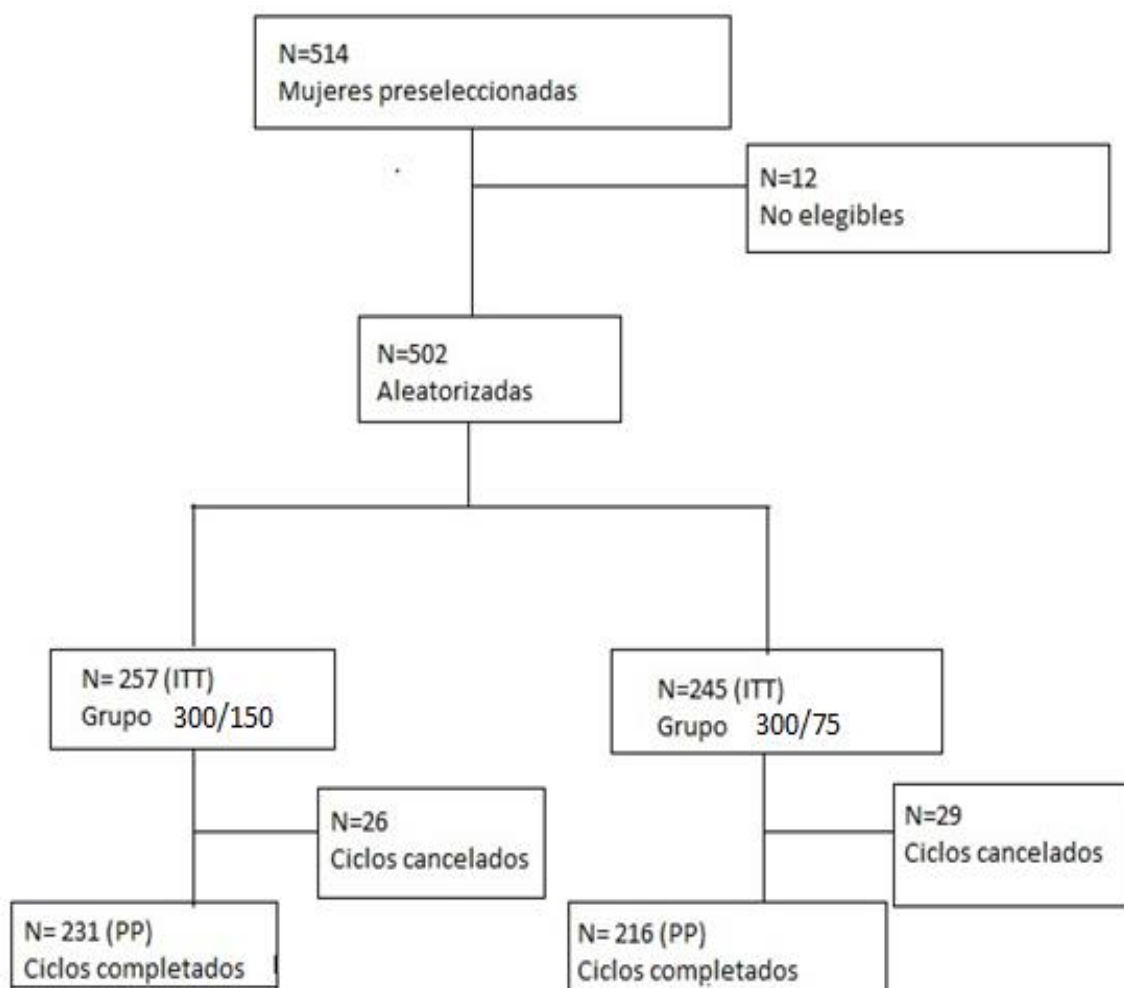 N=514
Mujeres preseleccionadas
N=12
No elegibles
N=502
Aleatorizadas
N= 257 (ITT)
Grupo 300/150
N=245 (ITT)
Grupo 300/75
N=26
Ciclos cancelados
N=29
Ciclos cancelados
N= 231 (PP)
Ciclos completados
N= 216 (PP)
Ciclos completados